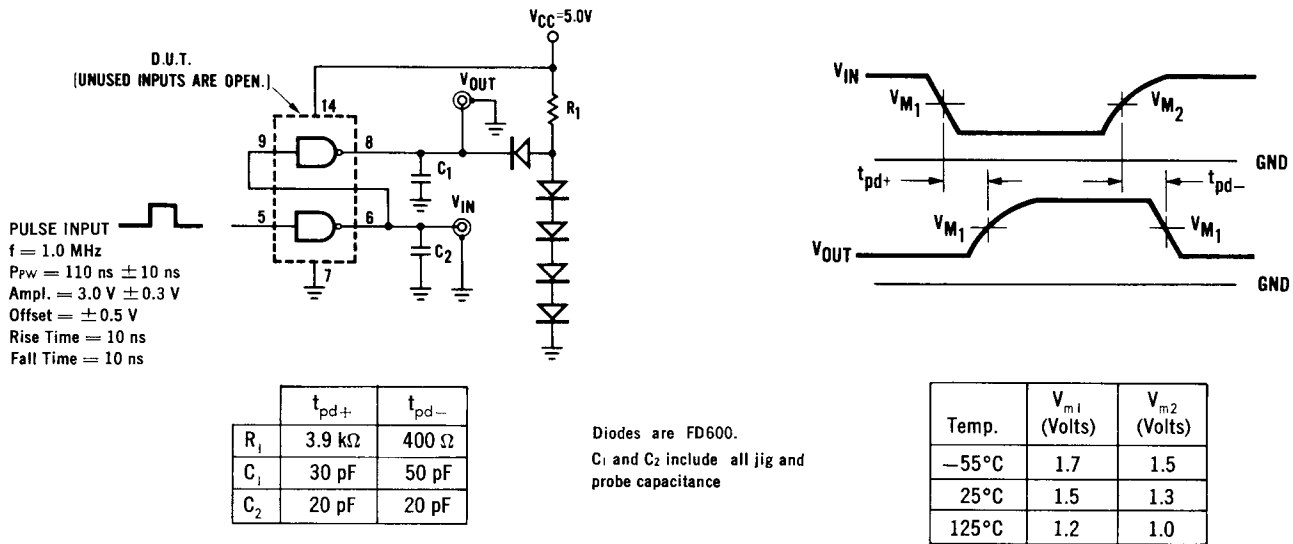 V_CC=5.0V
D.U.T.
(UNUSED INPUTS ARE OPEN.)
V_OUT
14
R_1
9
8
C_1
V_IN
5
6
C_2
7
PULSE INPUT
f = 1.0 MHz
P_PW = 110 ns ±10 ns
Ampl. = 3.0 V ±0.3 V
Offset = ±0.5 V
Rise Time = 10 ns
Fall Time = 10 ns
V_IN
V_M1
V_M2
GND
t_pd+
t_pd−
V_M1
V_M1
V_OUT
GND
t_pd+ t_pd−
R_1 3.9 kΩ 400 Ω
C_1 30 pF 50 pF
C_2 20 pF 20 pF
Diodes are FD600.
C_1 and C_2 include all jig and
probe capacitance
Temp. V_m1 (Volts) V_m2 (Volts)
−55°C 1.7 1.5
25°C 1.5 1.3
125°C 1.2 1.0